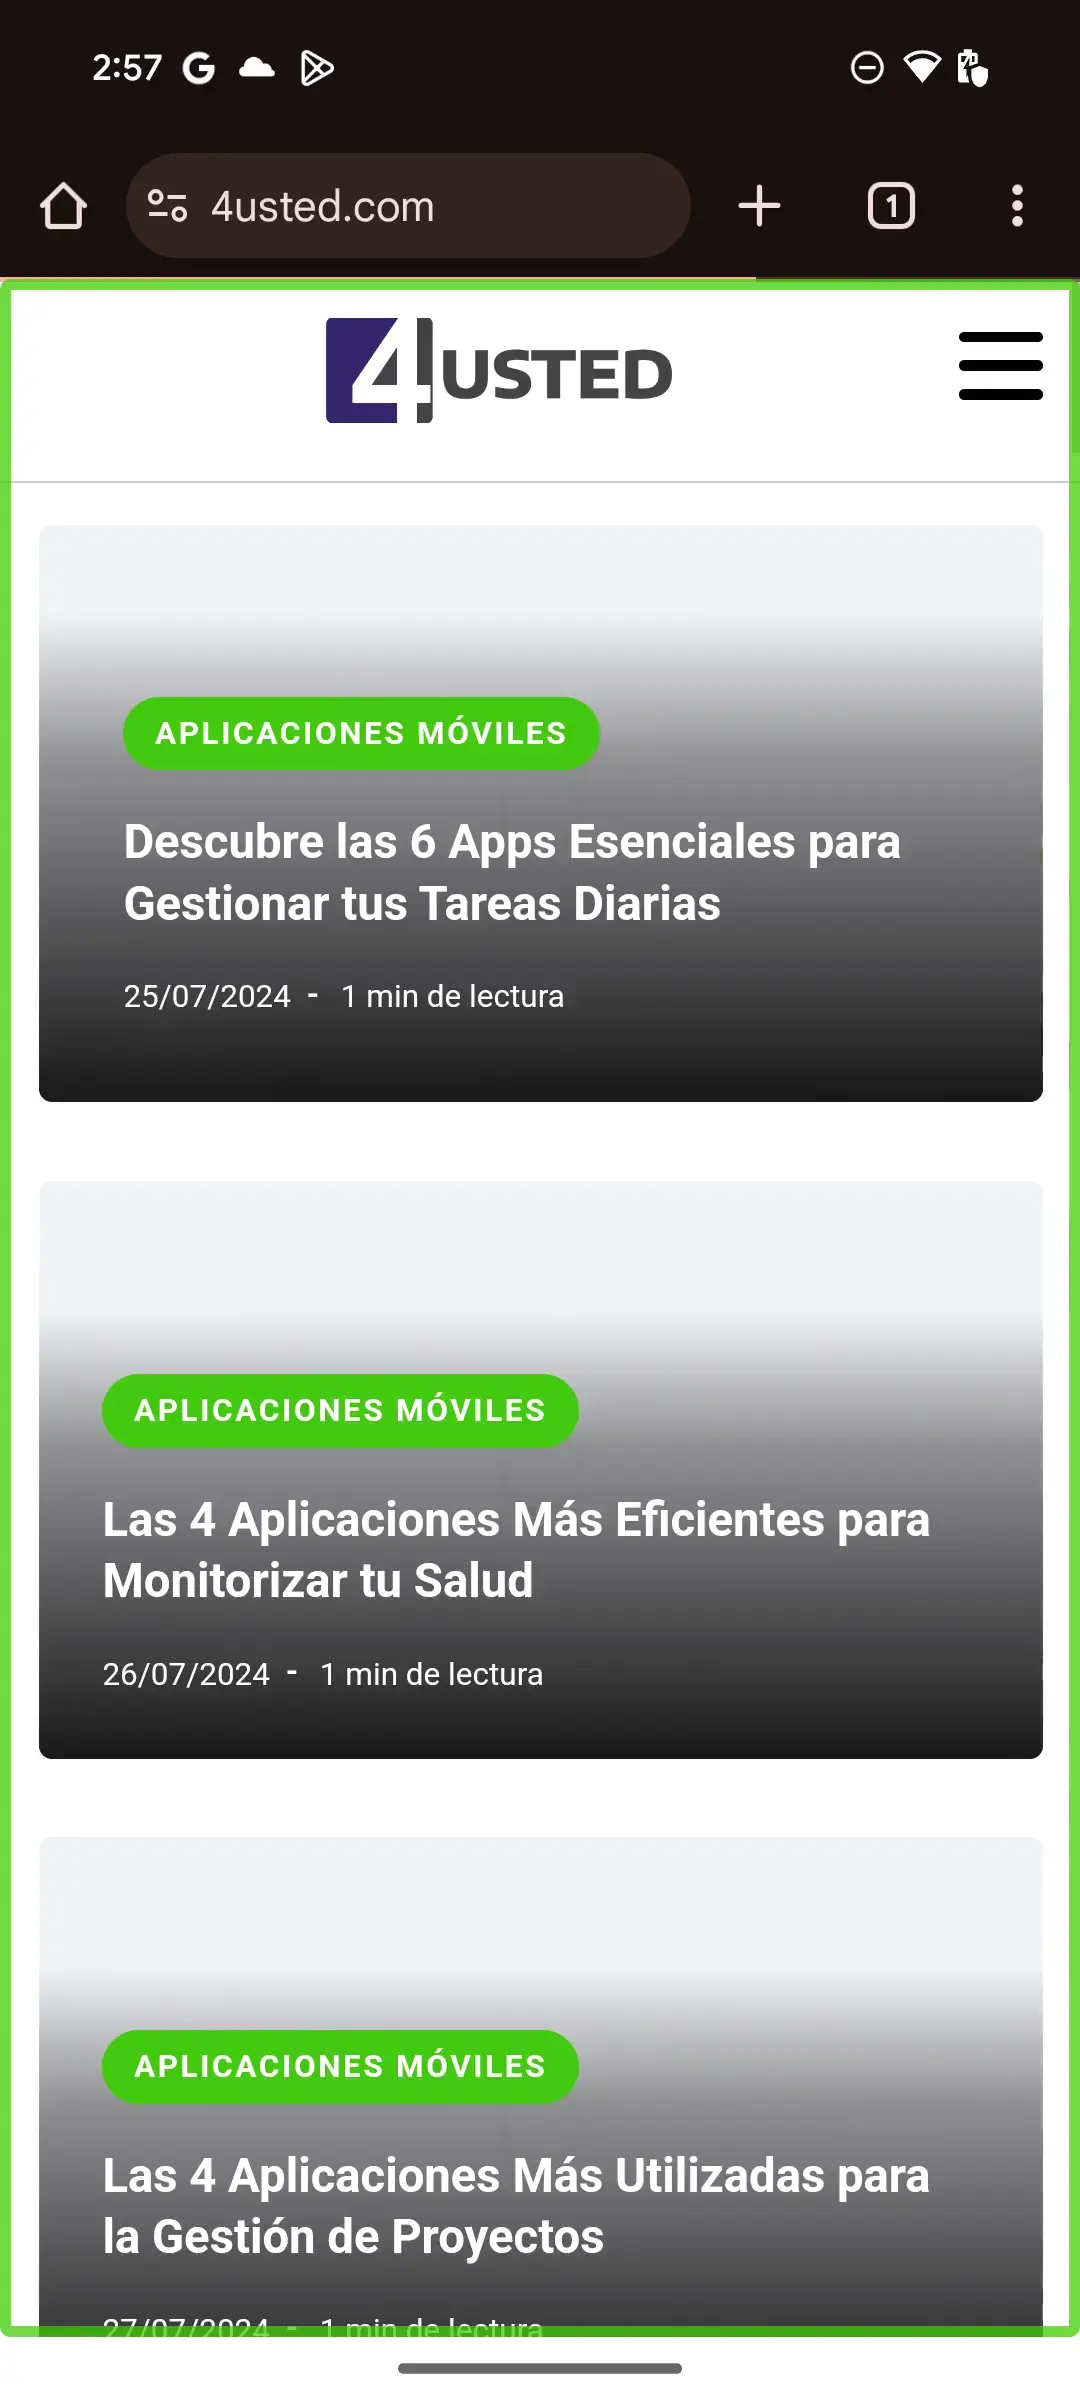 2:57
4usted.com
1
4USTED
APLICACIONES MÓVILES
Descubre las 6 Apps Esenciales para
Gestionar tus Tareas Diarias
25/07/2024 - 1 min de lectura
APLICACIONES MÓVILES
Las 4 Aplicaciones Más Eficientes para
Monitorizar tu Salud
26/07/2024 - 1 min de lectura
APLICACIONES MÓVILES
Las 4 Aplicaciones Más Utilizadas para
la Gestión de Proyectos
27/07/2024 - 1 min de lectura